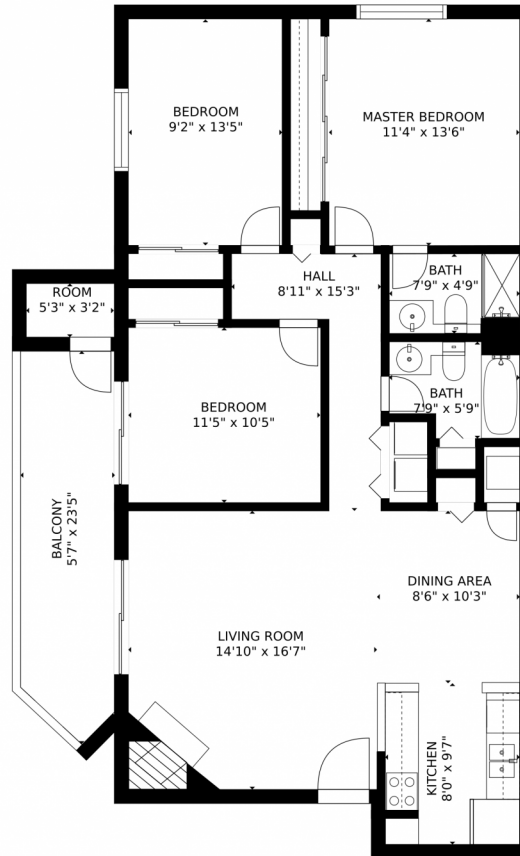 BEDROOM
9'2" x 13'5"
MASTER BEDROOM
11'4" x 13'6"
HALL
8'11" x 15'3"
BATH
7'9" x 4'9"
ROOM
5'3" x 3'2"
BATH
7'9" x 5'9"
BEDROOM
11'5" x 10'5"
BALCONY
5'7" x 23'5"
DINING AREA
8'6" x 10'3"
LIVING ROOM
14'10" x 16'7"
KITCHEN
8'0" x 9'7"